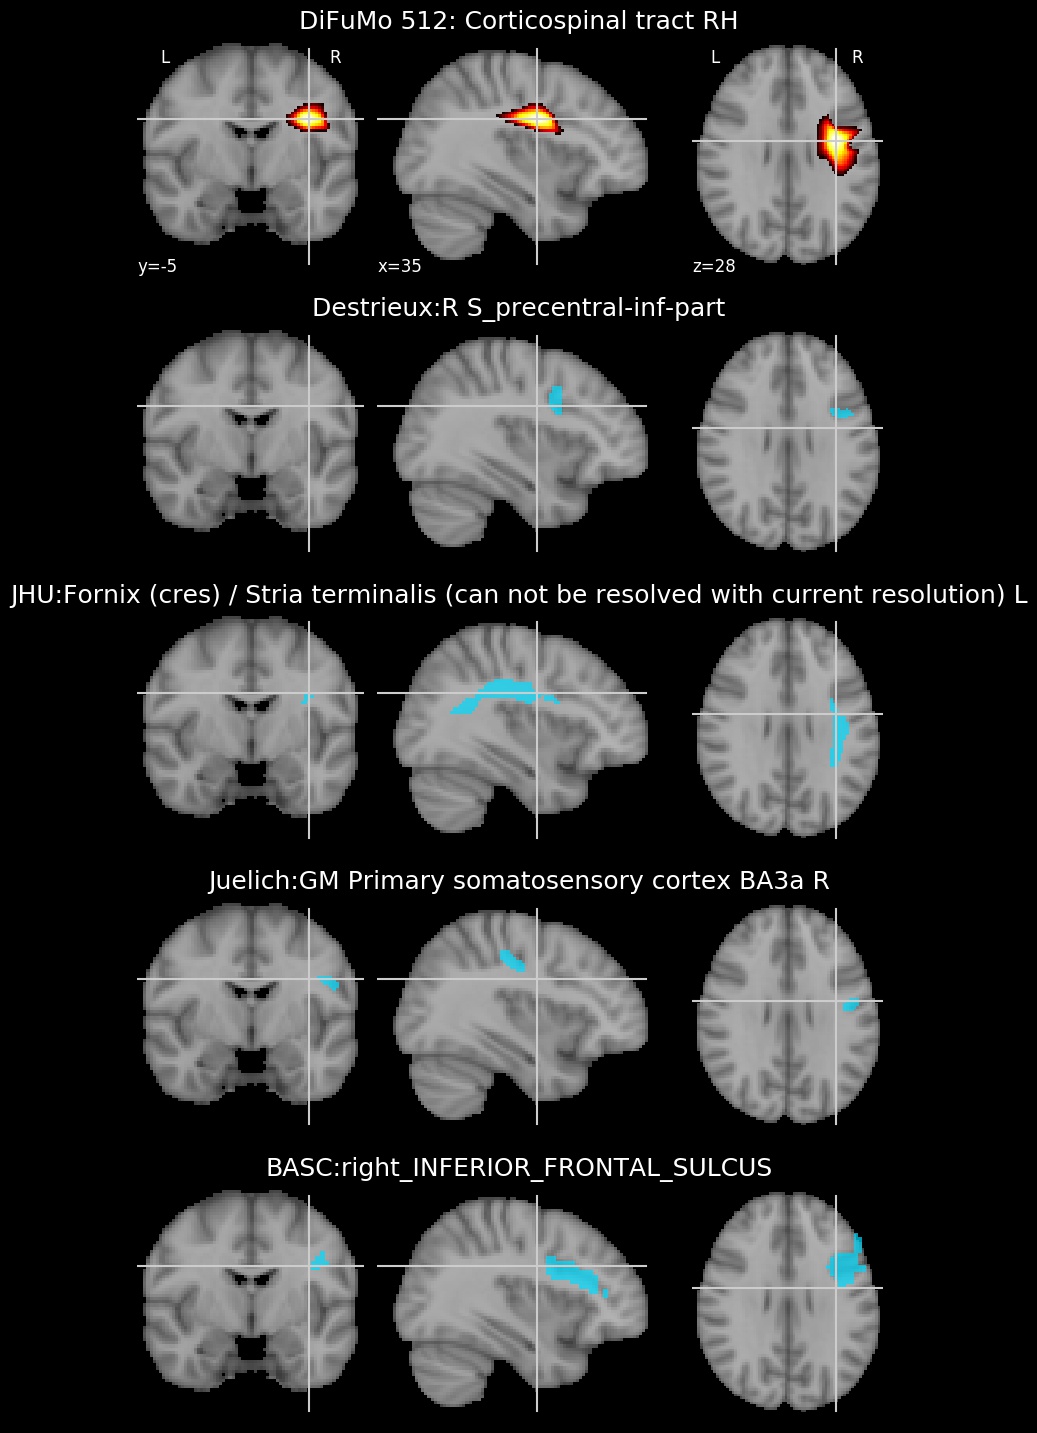 DiFuMo 512: Corticospinal tract RH
L R L R
y=-5 x=35 z=28
Destrieux:R S_precentral-inf-part
JHU:Fornix (cres) / Stria terminalis (can not be resolved with current resolution) L
Juelich:GM Primary somatosensory cortex BA3a R
BASC:right_INFERIOR_FRONTAL_SULCUS